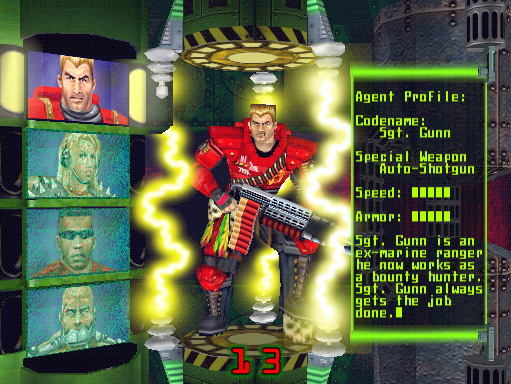 Agent Profile:
Codename:
Sgt. Gunn
Special Weapon
Auto-Shotgun
Speed:
Armor:
Sgt. Gunn is an
ex-marine ranger
he now works as
a bounty hunter.
Sgt. Gunn always
gets the job
done.
13